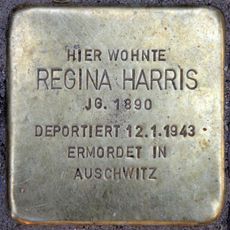 HIER WOHNTE
REGINA HARRIS
JG. 1890
DEPORTIERT 12.1.1943
ERMORDET IN
AUSCHWITZ